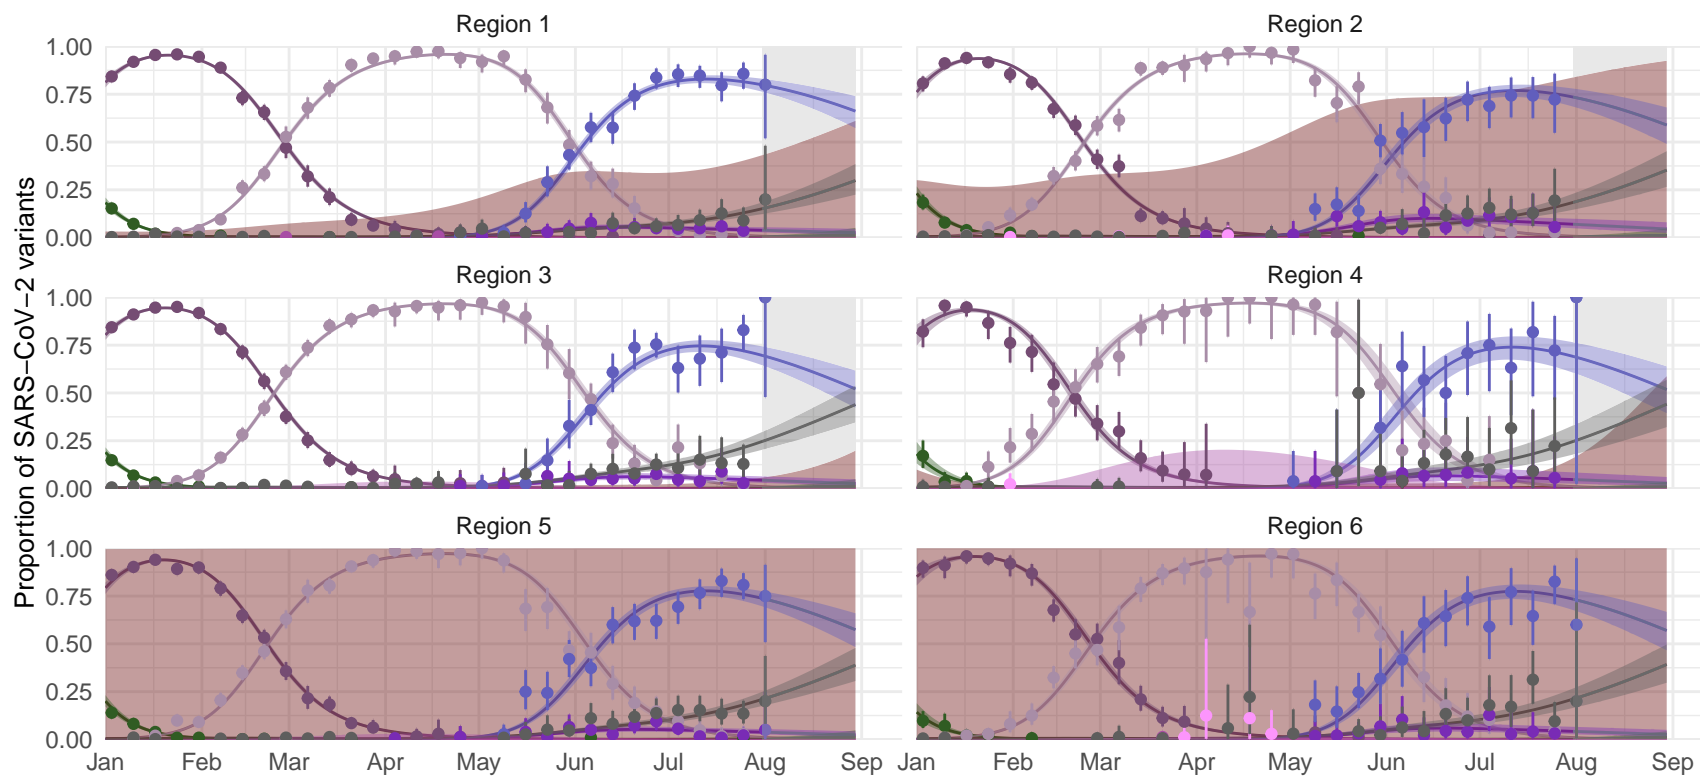 Region 1
Region 2
1.00
0.75
0.50
0.25
0.00
Region 3
Region 4
1.00
0.75
0.50
0.25
0.00
Region 5
Region 6
1.00
0.75
0.50
0.25
0.00
Jan Feb Mar Apr May Jun Jul Aug Sep
Jan Feb Mar Apr May Jun Jul Aug Sep
Proportion of SARS−CoV−2 variants